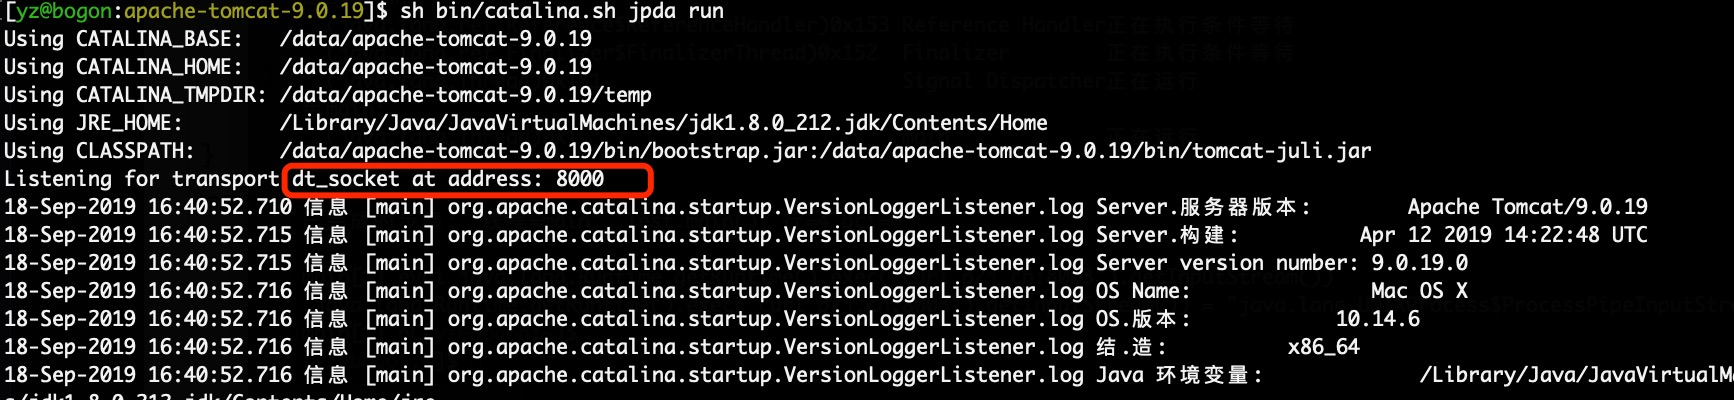 [yz@bogon:apache-tomcat-9.0.19]$ sh bin/catalina.sh jpda run
Using CATALINA_BASE:   /data/apache-tomcat-9.0.19
Using CATALINA_HOME:   /data/apache-tomcat-9.0.19
Using CATALINA_TMPDIR: /data/apache-tomcat-9.0.19/temp
Using JRE_HOME:        /Library/Java/JavaVirtualMachines/jdk1.8.0_212.jdk/Contents/Home
Using CLASSPATH:       /data/apache-tomcat-9.0.19/bin/bootstrap.jar:/data/apache-tomcat-9.0.19/bin/tomcat-juli.jar
Listening for transport dt_socket at address: 8000
18-Sep-2019 16:40:52.710 信息 [main] org.apache.catalina.startup.VersionLoggerListener.log Server.服务器版本:        Apache Tomcat/9.0.19
18-Sep-2019 16:40:52.715 信息 [main] org.apache.catalina.startup.VersionLoggerListener.log Server.构建:          Apr 12 2019 14:22:48 UTC
18-Sep-2019 16:40:52.715 信息 [main] org.apache.catalina.startup.VersionLoggerListener.log Server version number: 9.0.19.0
18-Sep-2019 16:40:52.716 信息 [main] org.apache.catalina.startup.VersionLoggerListener.log OS Name:               Mac OS X
18-Sep-2019 16:40:52.716 信息 [main] org.apache.catalina.startup.VersionLoggerListener.log OS.版本:            10.14.6
18-Sep-2019 16:40:52.716 信息 [main] org.apache.catalina.startup.VersionLoggerListener.log 结.造:          x86_64
18-Sep-2019 16:40:52.716 信息 [main] org.apache.catalina.startup.VersionLoggerListener.log Java 环境变量:             /Library/Java/JavaVirtualMa
s/jdk1.8.0_212.jdk/Contents/Home/jre